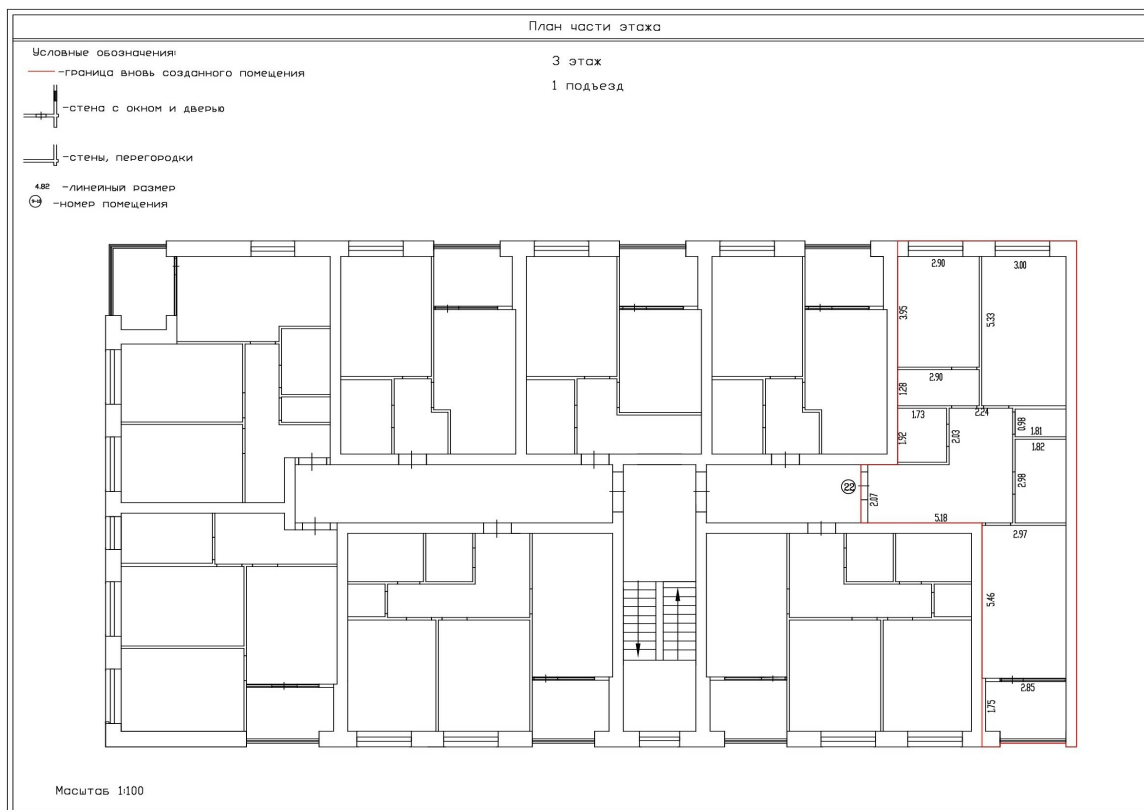 План части этажа
Условные обозначения:
-граница вновь созданного помещения
3 этаж
1 подъезд
-стена с окном и дверью
-стены, перегородки
4.82 -линейный размер
-номер помещения
2.90
3.00
3.95
5.33
2.90
1.28
1.73
2.24
1.92
2.03
0.98
1.81
1.82
2.98
22
2.07
5.18
2.97
5.46
2.85
1.75
Масштаб 1:100